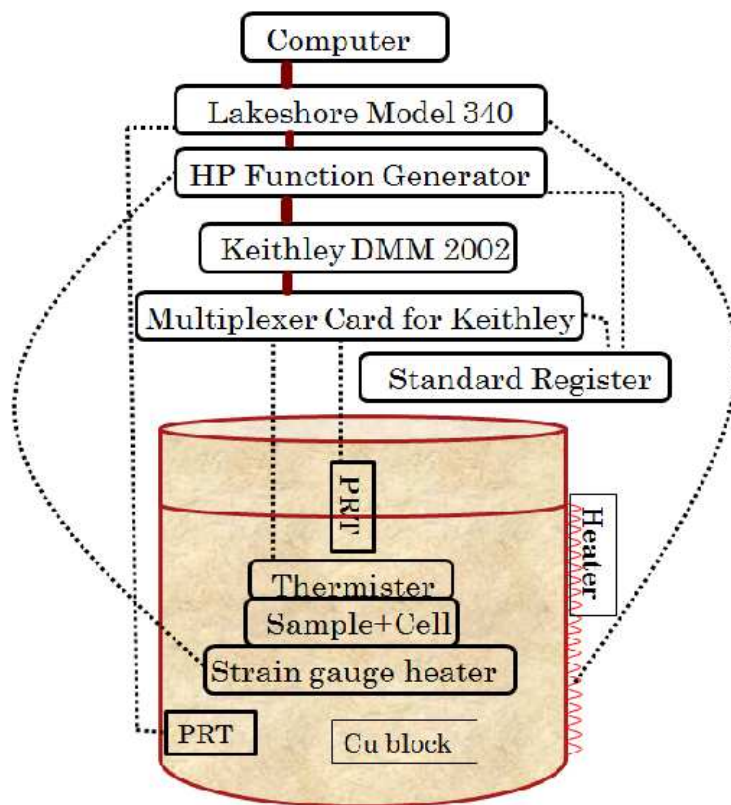 Computer
Lakeshore Model 340
HP Function Generator
Keithley DMM 2002
Multiplexer Card for Keithley
Standard Register
PRT
Heater
Thermister
Sample+Cell
Strain gauge heater
PRT
Cu block